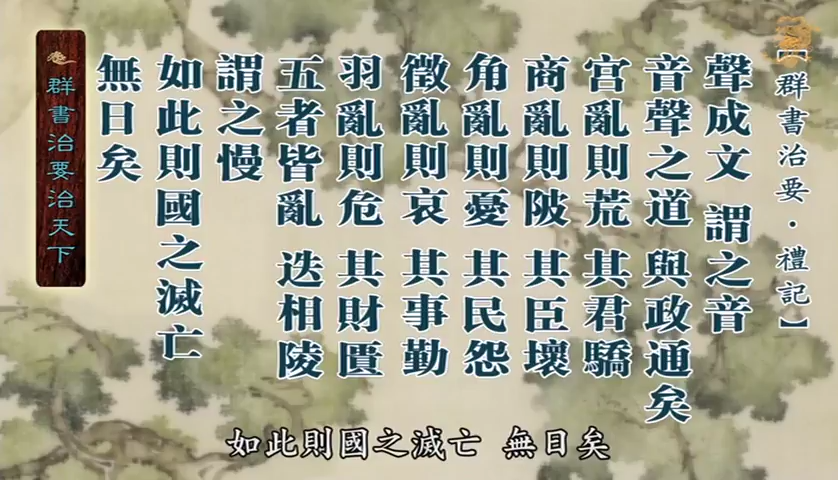 【群書治要·禮記】
聲成文 謂之音
音聲之道 與政通矣
宮亂則荒 其君驕
商亂則陂 其臣壞
角亂則憂 其民怨
徵亂則哀 其事勤
羽亂則危 其財匱
五者皆亂 迭相陵
謂之慢
如此則國之滅亡
無日矣
群書治要治天下
如此則國之滅亡 無日矣